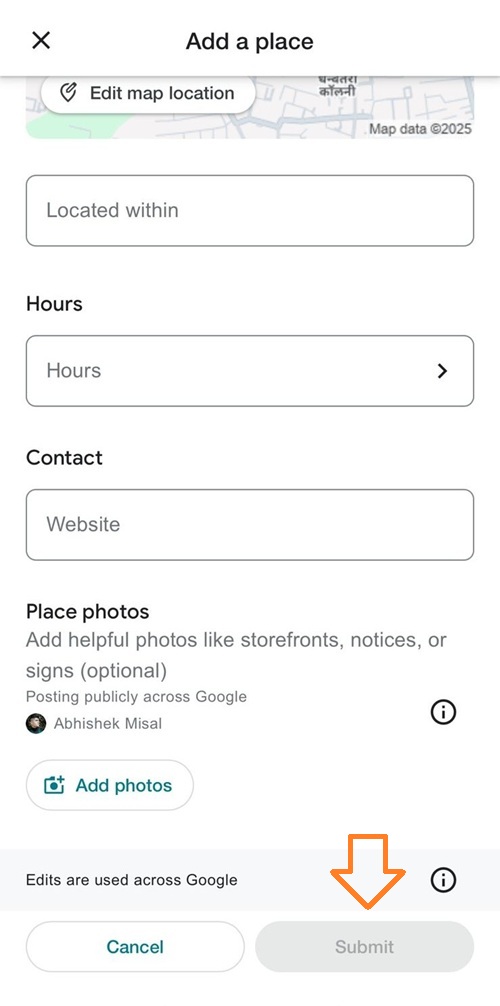 Add a place
Edit map location
कॉलनी
Map data ©2025
Located within
Hours
Hours
Contact
Website
Place photos
Add helpful photos like storefronts, notices, or
signs (optional)
Posting publicly across Google
Abhishek Misal
Add photos
Edits are used across Google
Cancel
Submit